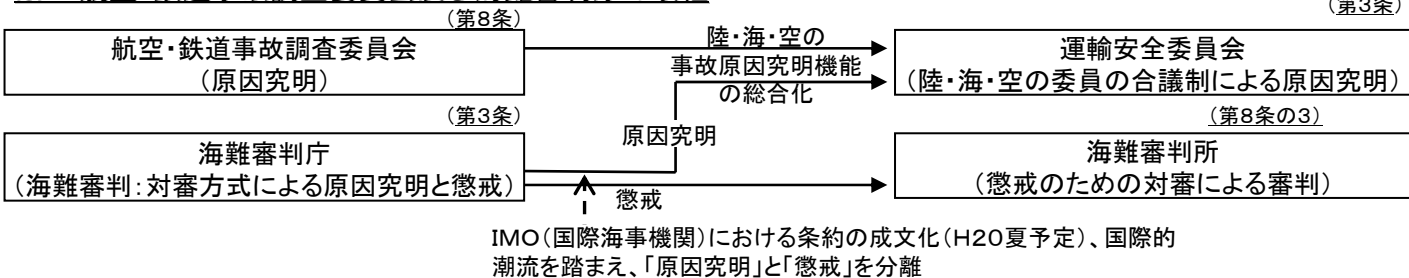 (第8条)
(第3条)
航空・鉄道事故調査委員会
(原因究明)
陸・海・空の
事故原因究明機能
の総合化
運輸安全委員会
(陸・海・空の委員の合議制による原因究明)
(第3条)
(第8条の3)
海難審判庁
(海難審判:対審方式による原因究明と懲戒)
原因究明
懲戒
海難審判所
(懲戒のための対審による審判)
IMO(国際海事機関)における条約の成文化(H20夏予定)、国際的
潮流を踏まえ、「原因究明」と「懲戒」を分離